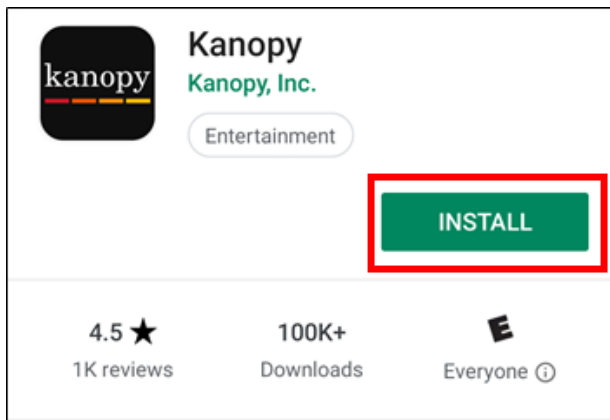 kanopy
Kanopy
Kanopy, Inc.
Entertainment
INSTALL
4.5 ★ 100K+ E
1K reviews Downloads Everyone ⓘ